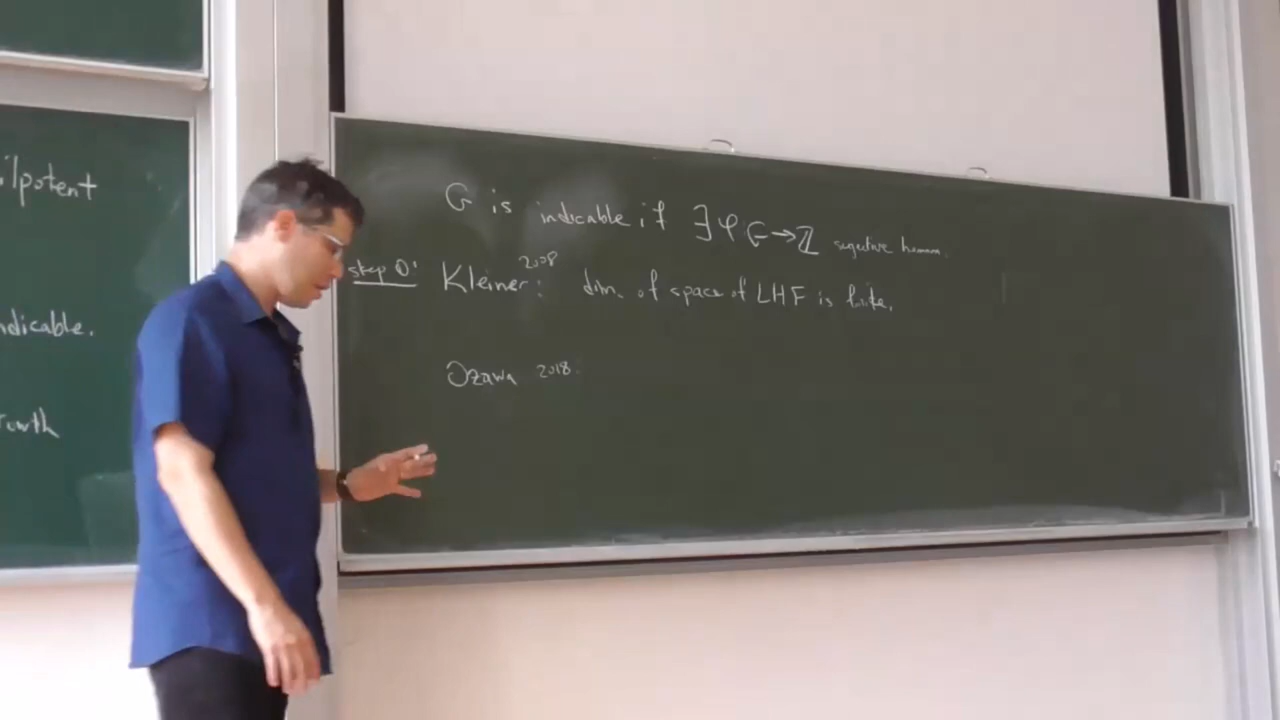 ilpotent
ndicable.
rowth
G is indicable if ∃ φ G → ℤ surjective homom.
step 0: Kleiner 2008: dim. of space of LHF is finite.
Ozawa 2018.